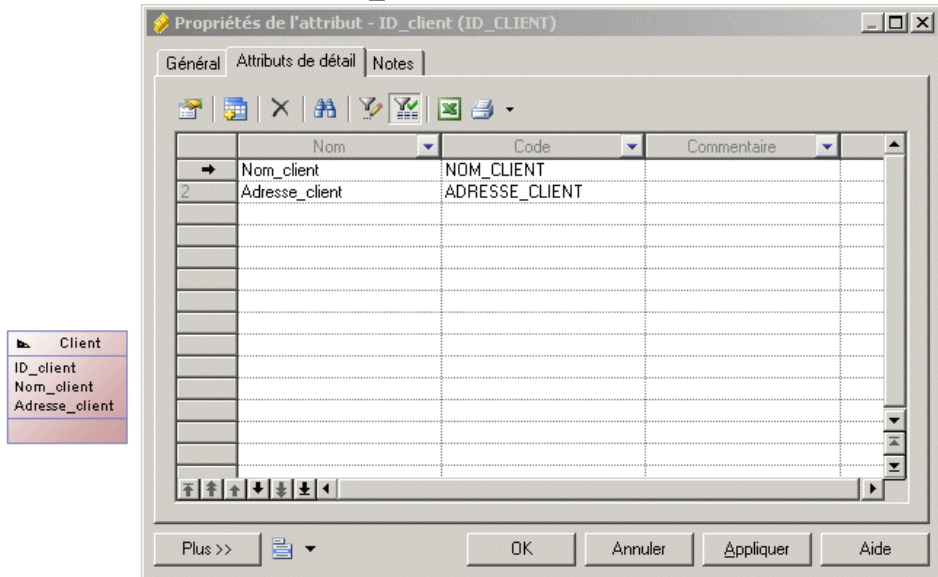 Propriétés de l'attribut - ID_client (ID_CLIENT)
Général Attributs de détail Notes
Nom Code Commentaire
Nom_client NOM_CLIENT
2 Adresse_client ADRESSE_CLIENT
Client
ID_client
Nom_client
Adresse_client
Plus >> OK Annuler Appliquer Aide